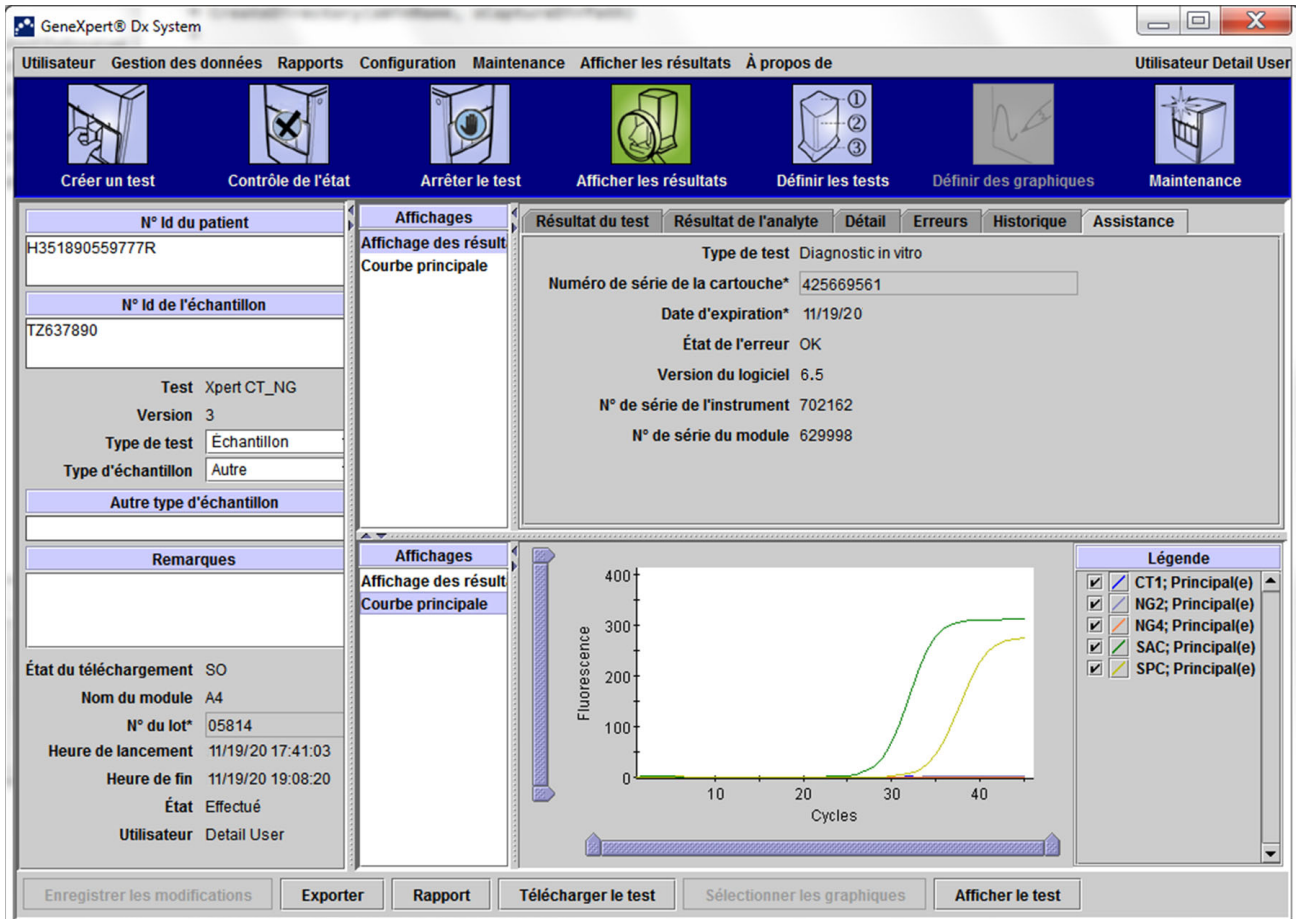 GeneXpert® Dx System
Utilisateur Gestion des données Rapports Configuration Maintenance Afficher les résultats À propos de Utilisateur Detail User
Créer un test Contrôle de l'état Arrêter le test Afficher les résultats Définir les tests Définir des graphiques Maintenance
N° Id du patient
H351890559777R
N° Id de l'échantillon
TZ637890
Test Xpert CT_NG
Version 3
Type de test Échantillon
Type d'échantillon Autre
Autre type d'échantillon
Remarques
État du téléchargement SO
Nom du module A4
N° du lot* 05814
Heure de lancement 11/19/20 17:41:03
Heure de fin 11/19/20 19:08:20
État Effectué
Utilisateur Detail User
Affichages
Affichage des résult
Courbe principale
Résultat du test Résultat de l'analyte Détail Erreurs Historique Assistance
Type de test Diagnostic in vitro
Numéro de série de la cartouche* 425669561
Date d'expiration* 11/19/20
État de l'erreur OK
Version du logiciel 6.5
N° de série de l'instrument 702162
N° de série du module 629998
Affichages
Affichage des résult
Courbe principale
Fluorescence
400
300
200
100
0
10 20 30 40
Cycles
Légende
CT1; Principal(e)
NG2; Principal(e)
NG4; Principal(e)
SAC; Principal(e)
SPC; Principal(e)
Enregistrer les modifications Exporter Rapport Télécharger le test Sélectionner les graphiques Afficher le test